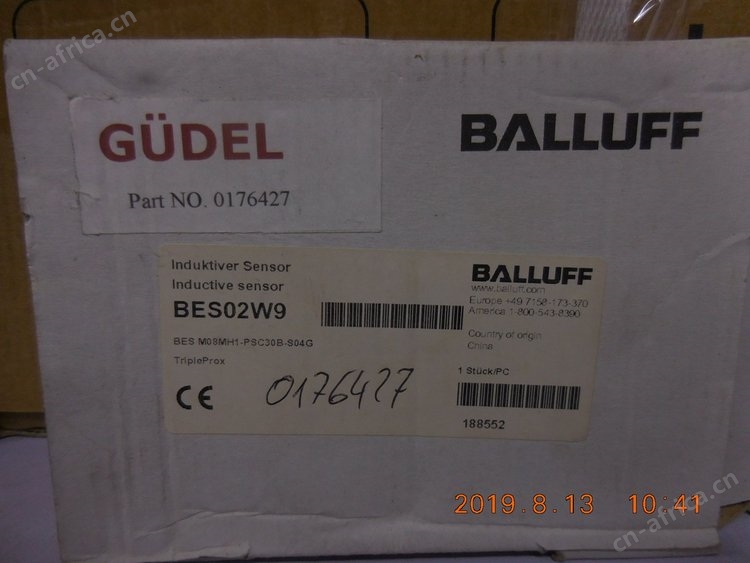 cn-africa.cn
GÜDEL
Part NO. 0176427
BALLUFF
Induktiver Sensor
Inductive sensor
BES02W9
BES M08MH1-PSC30B-S04G
TripleProx
CE
0176427
BALLUFF
www.balluff.com
Europe +49 7158-173-370
America 1-800-543-8390
Country of origin
China
1 Stück/PC
188552
2019.8.13 10:41
cn-africa.cn